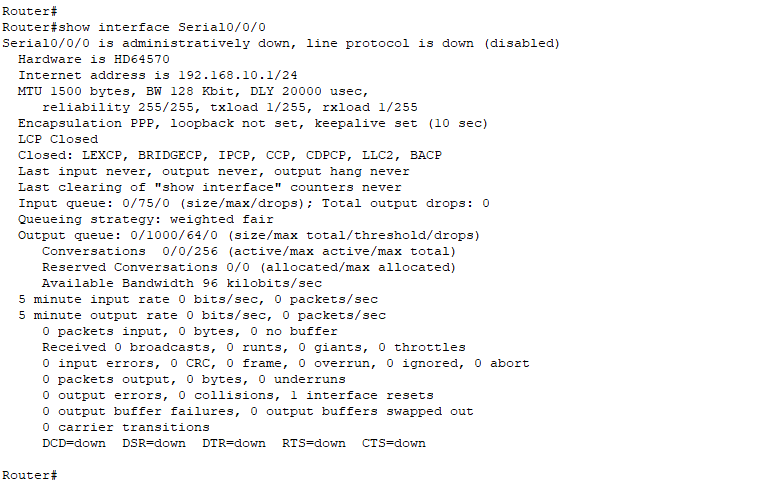 Router#
Router#show interface Serial0/0/0
Serial0/0/0 is administratively down, line protocol is down (disabled)
  Hardware is HD64570
  Internet address is 192.168.10.1/24
  MTU 1500 bytes, BW 128 Kbit, DLY 20000 usec,
     reliability 255/255, txload 1/255, rxload 1/255
  Encapsulation PPP, loopback not set, keepalive set (10 sec)
  LCP Closed
  Closed: LEXCP, BRIDGECP, IPCP, CCP, CDPCP, LLC2, BACP
  Last input never, output never, output hang never
  Last clearing of "show interface" counters never
  Input queue: 0/75/0 (size/max/drops); Total output drops: 0
  Queueing strategy: weighted fair
  Output queue: 0/1000/64/0 (size/max total/threshold/drops)
     Conversations  0/0/256 (active/max active/max total)
     Reserved Conversations 0/0 (allocated/max allocated)
     Available Bandwidth 96 kilobits/sec
  5 minute input rate 0 bits/sec, 0 packets/sec
  5 minute output rate 0 bits/sec, 0 packets/sec
     0 packets input, 0 bytes, 0 no buffer
     Received 0 broadcasts, 0 runts, 0 giants, 0 throttles
     0 input errors, 0 CRC, 0 frame, 0 overrun, 0 ignored, 0 abort
     0 packets output, 0 bytes, 0 underruns
     0 output errors, 0 collisions, 1 interface resets
     0 output buffer failures, 0 output buffers swapped out
     0 carrier transitions
     DCD=down  DSR=down  DTR=down  RTS=down  CTS=down
Router#